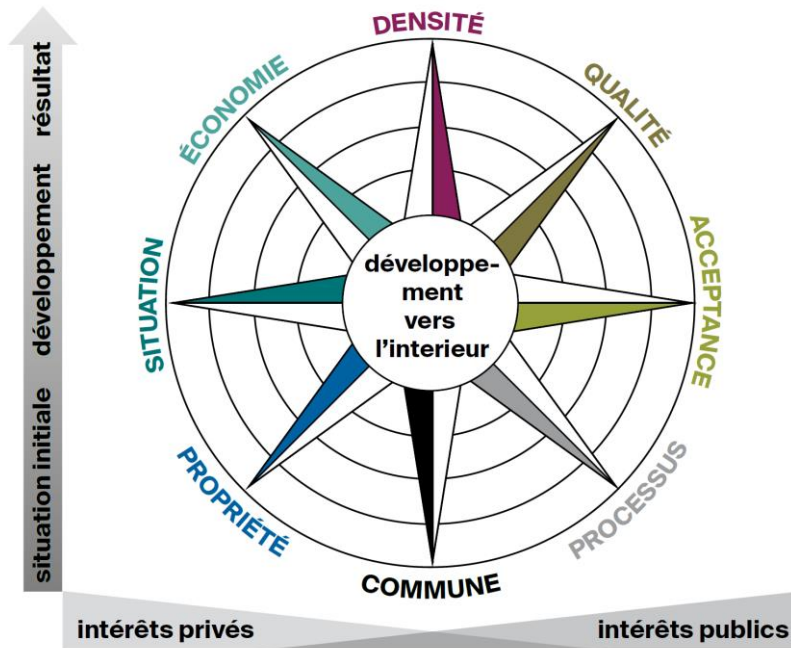 DENSITÉ
QUALITÉ
ACCEPTANCE
PROCESSUS
COMMUNE
PROPRIÉTÉ
SITUATION
ÉCONOMIE
développe-
ment
vers
l'interieur
résultat
développement
situation initiale
intérêts privés
intérêts publics